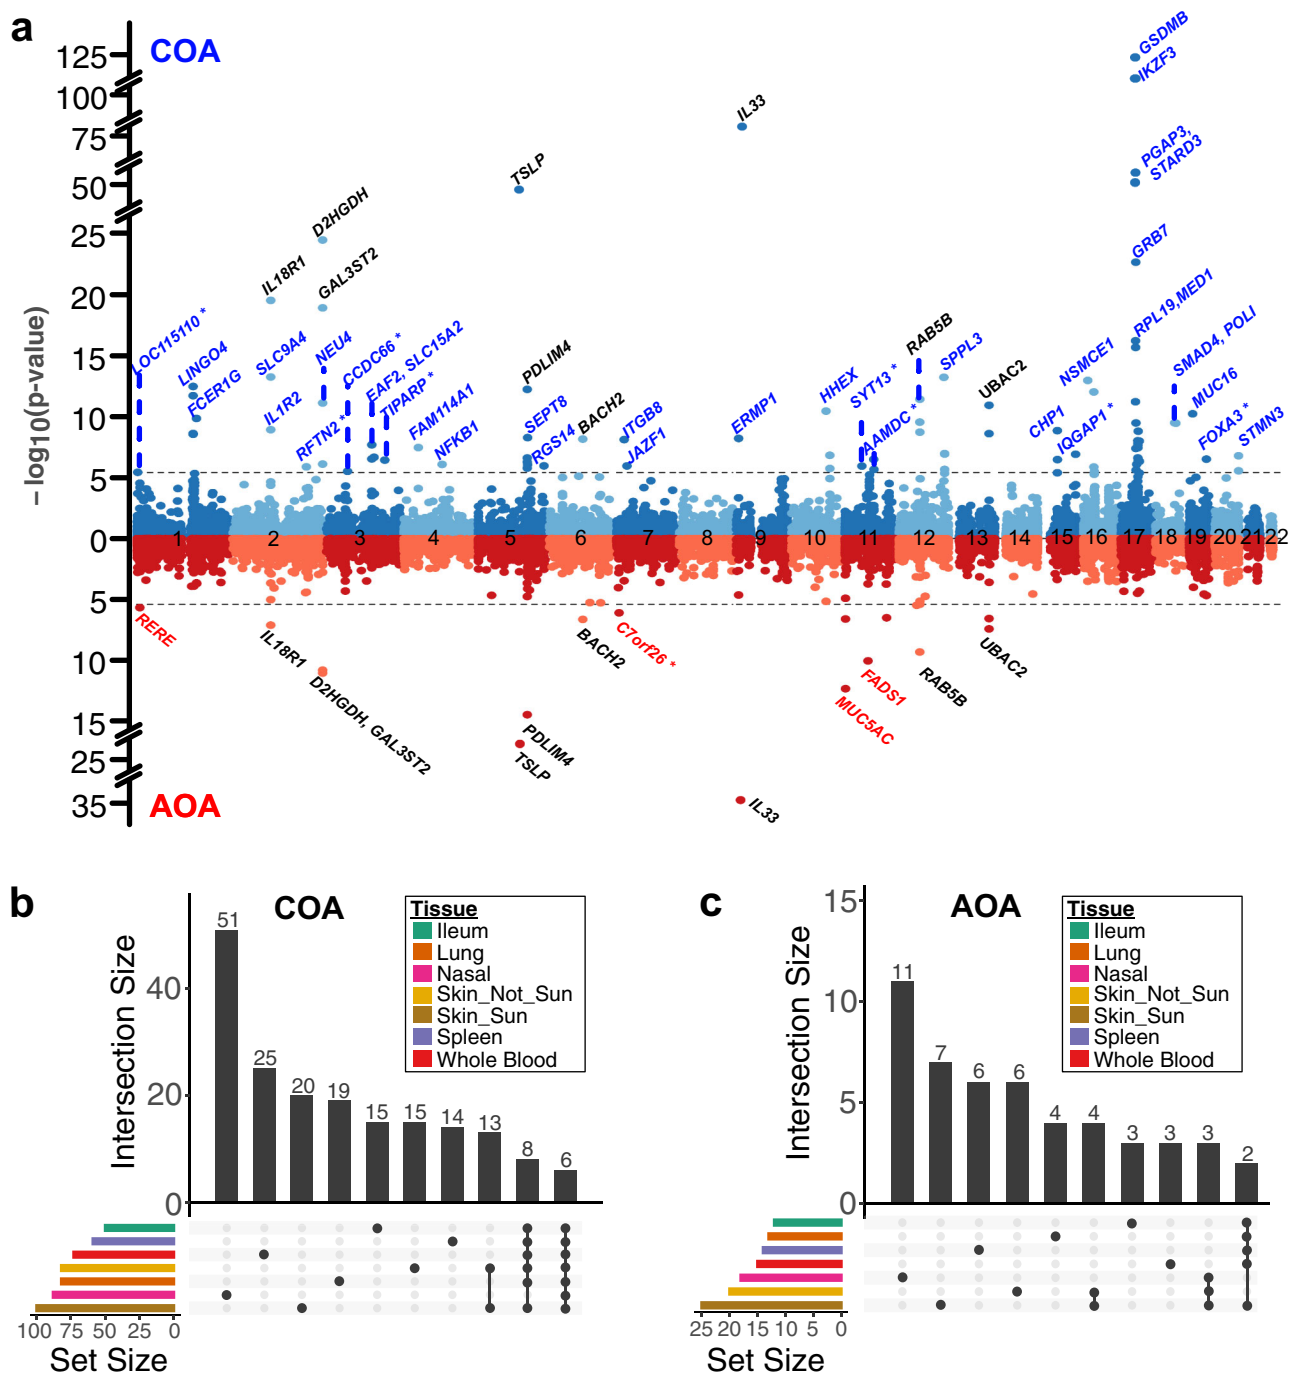 a
COA
AOA
−log10(p-value)
125
100
75
50
25
20
15
10
5
0
5
10
15
25
35
LOC115110 *
LINGO4
FCER1G
IL18R1
D2HGDH
GAL3ST2
SLC9A4
IL1R2
NEU4
RFTN2 *
CCDC66 *
EAF2, SLC15A2
TIPARP *
FAM114A1
NFKB1
TSLP
PDLIM4
SEPT8
RGS14
BACH2
ITGB8
JAZF1
IL33
ERMP1
HHEX
SYT13 *
AAMDC *
RAB5B
SPPL3
UBAC2
CHP1
IQGAP1 *
NSMCE1
GSDMB
IKZF3
PGAP3,
STARD3
GRB7
RPL19,MED1
SMAD4, POLI
MUC16
FOXA3 *
STMN3
1 2 3 4 5 6 7 8 9 10 11 12 13 14 15 16 17 18 19 20 21 22
RERE
IL18R1
D2HGDH, GAL3ST2
PDLIM4
TSLP
BACH2
C7orf26 *
IL33
MUC5AC
FADS1
RAB5B
UBAC2
b
COA
Intersection Size
40
20
0
51 25 20 19 15 15 14 13 8 6
Tissue
Ileum
Lung
Nasal
Skin_Not_Sun
Skin_Sun
Spleen
Whole Blood
100 75 50 25 0
Set Size
c
AOA
Intersection Size
15
10
5
0
11 7 6 6 4 4 3 3 3 2
Tissue
Ileum
Lung
Nasal
Skin_Not_Sun
Skin_Sun
Spleen
Whole Blood
25 20 15 10 5 0
Set Size